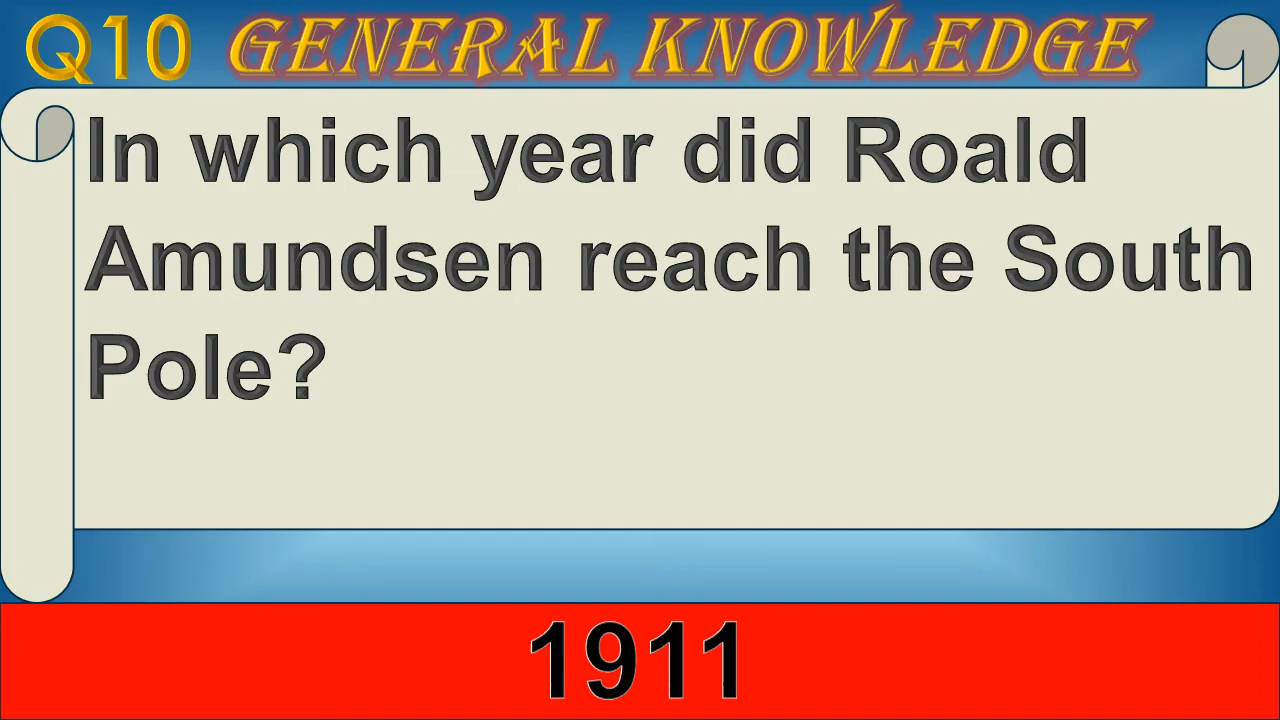 Q10 GENERAL KNOWLEDGE
In which year did Roald
Amundsen reach the South
Pole?
1911